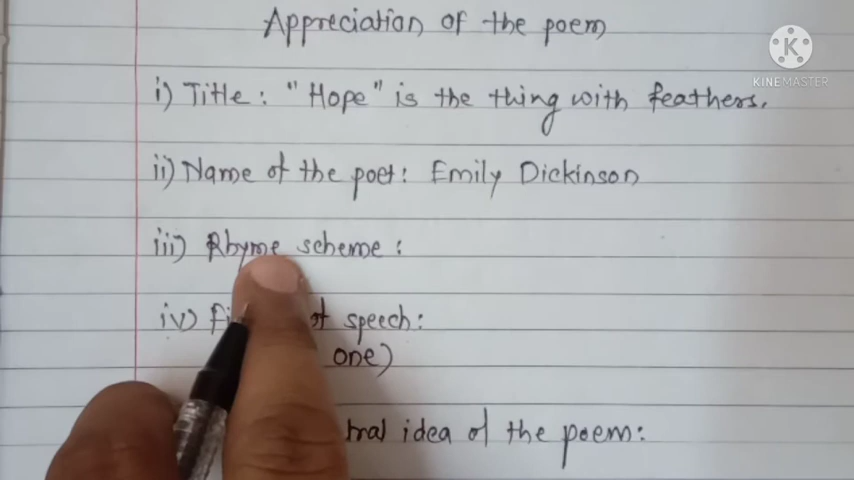 Appreciation of the poem
K
KINEMASTER
i) Title: "Hope" is the thing with feathers.
ii) Name of the poet: Emily Dickinson
iii) Rhyme scheme:
iv) of speech:
one)
idea of the poem: